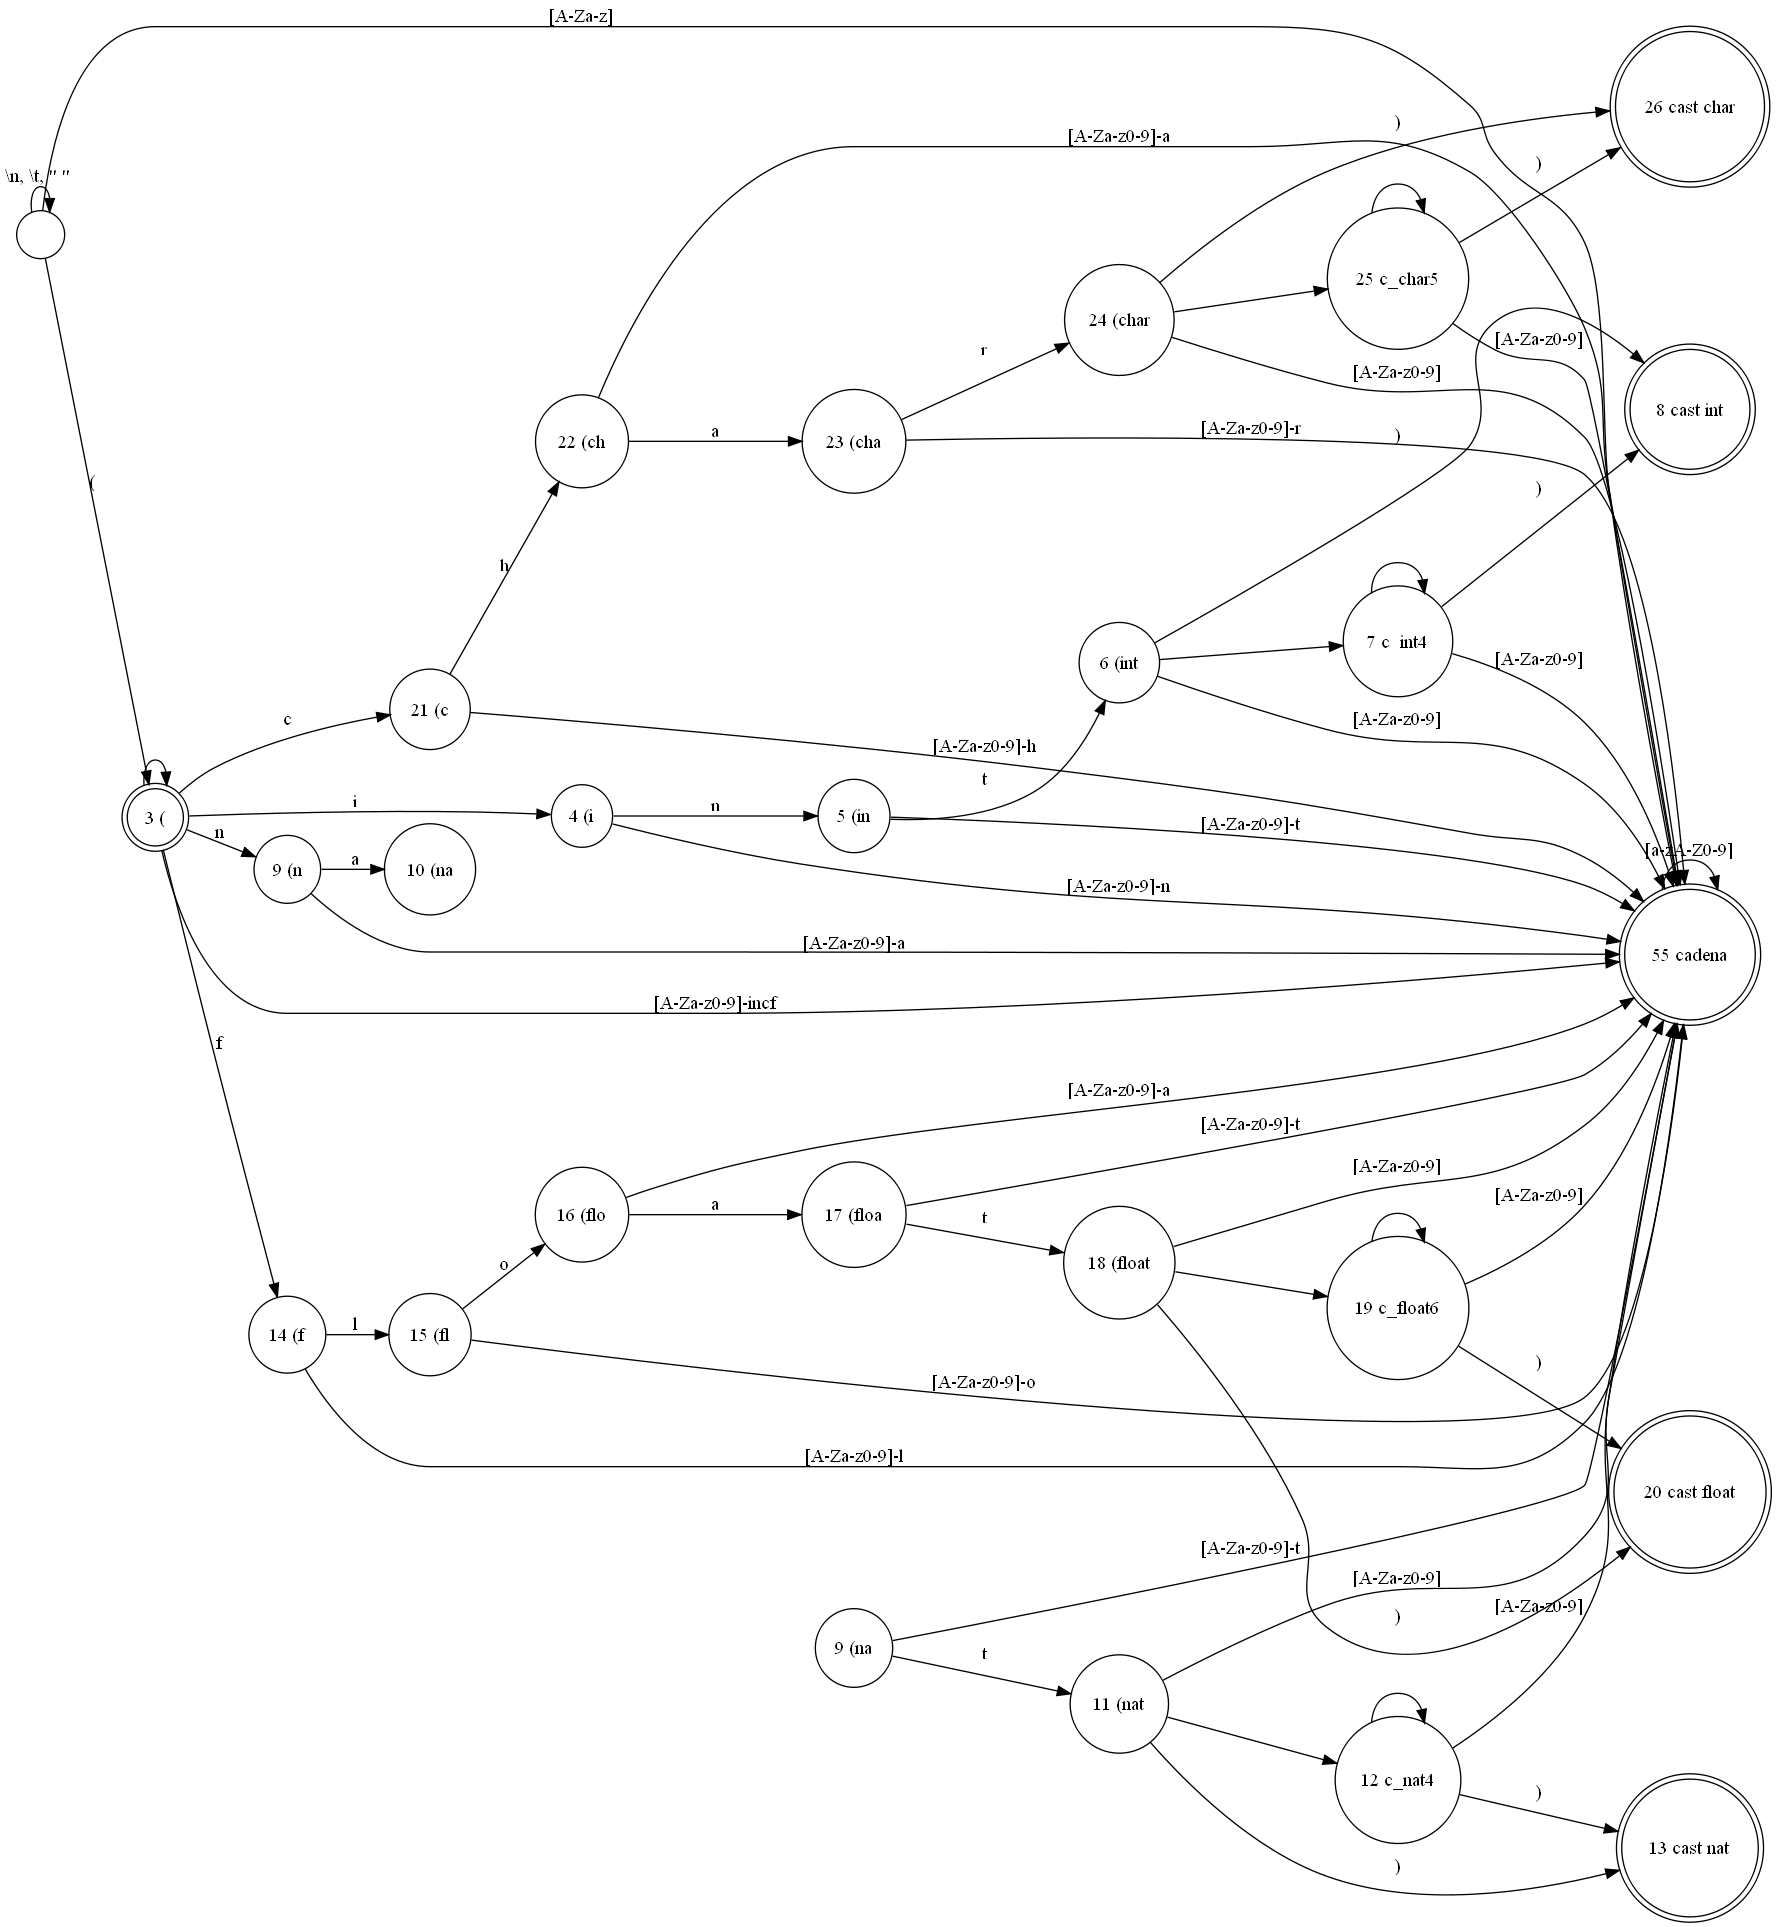 [A-Za-z]
26 cast char
)
[A-Za-z0-9]-a
)
\n, \t, " "
25 c_char5
24 (char
[A-Za-z0-9]
r
[A-Za-z0-9]
8 cast int
22 (ch
a
23 (cha
[A-Za-z0-9]-r
)
(
)
h
6 (int
7 c_int4
[A-Za-z0-9]
21 (c
c
[A-Za-z0-9]
[A-Za-z0-9]-h
t
3 (
i
4 (i
n
5 (in
[A-Za-z0-9]-t
n
[a-zA-Z0-9]
9 (n
a
10 (na
[A-Za-z0-9]-n
[A-Za-z0-9]-a
55 cadena
[A-Za-z0-9]-incf
f
[A-Za-z0-9]-a
[A-Za-z0-9]-t
[A-Za-z0-9]
[A-Za-z0-9]
16 (flo
a
17 (floa
t
18 (float
o
19 c_float6
14 (f
l
15 (fl
)
[A-Za-z0-9]-o
[A-Za-z0-9]-l
20 cast float
[A-Za-z0-9]-t
[A-Za-z0-9]
[A-Za-z0-9]
)
9 (na
t
11 (nat
12 c_nat4
)
13 cast nat
)